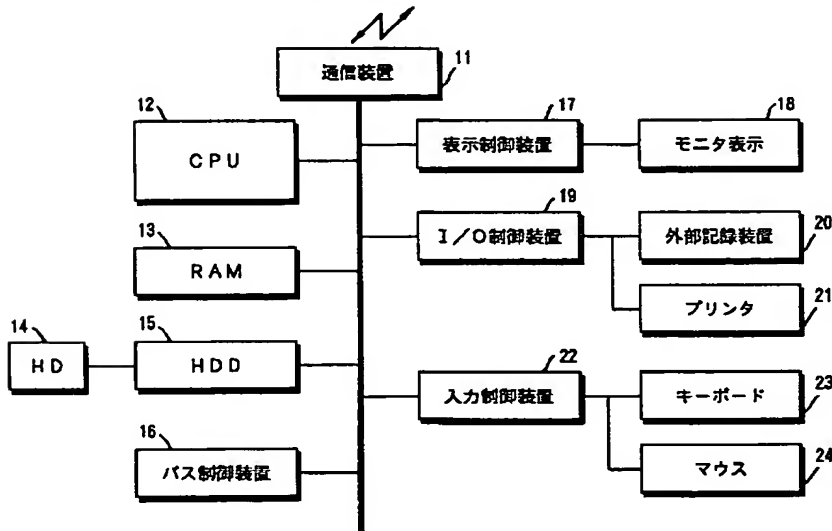 11
通信装置
12
CPU
13
RAM
14
HD
15
HDD
16
バス制御装置
17
表示制御装置
18
モニタ表示
19
I/O制御装置
20
外部記録装置
21
プリンタ
22
入力制御装置
23
キーボード
24
マウス